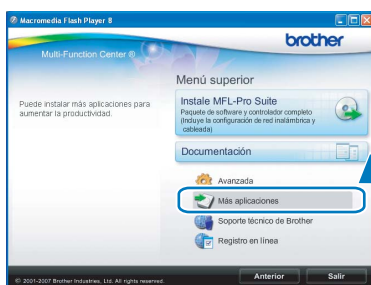 Macromedia Flash Player 8
brother
Multi-Function Center ®
Menú superior
Puede instalar más aplicaciones para
aumentar la productividad.
Instale MFL-Pro Suite
Paquete de software y controlador completo
(Incluye la configuración de red inalámbrica y
cableada)
Documentación
Avanzada
Más aplicaciones
Soporte técnico de Brother
Registro en línea
© 2001-2007 Brother Industries, Ltd. All rights reserved.
Anterior
Salir